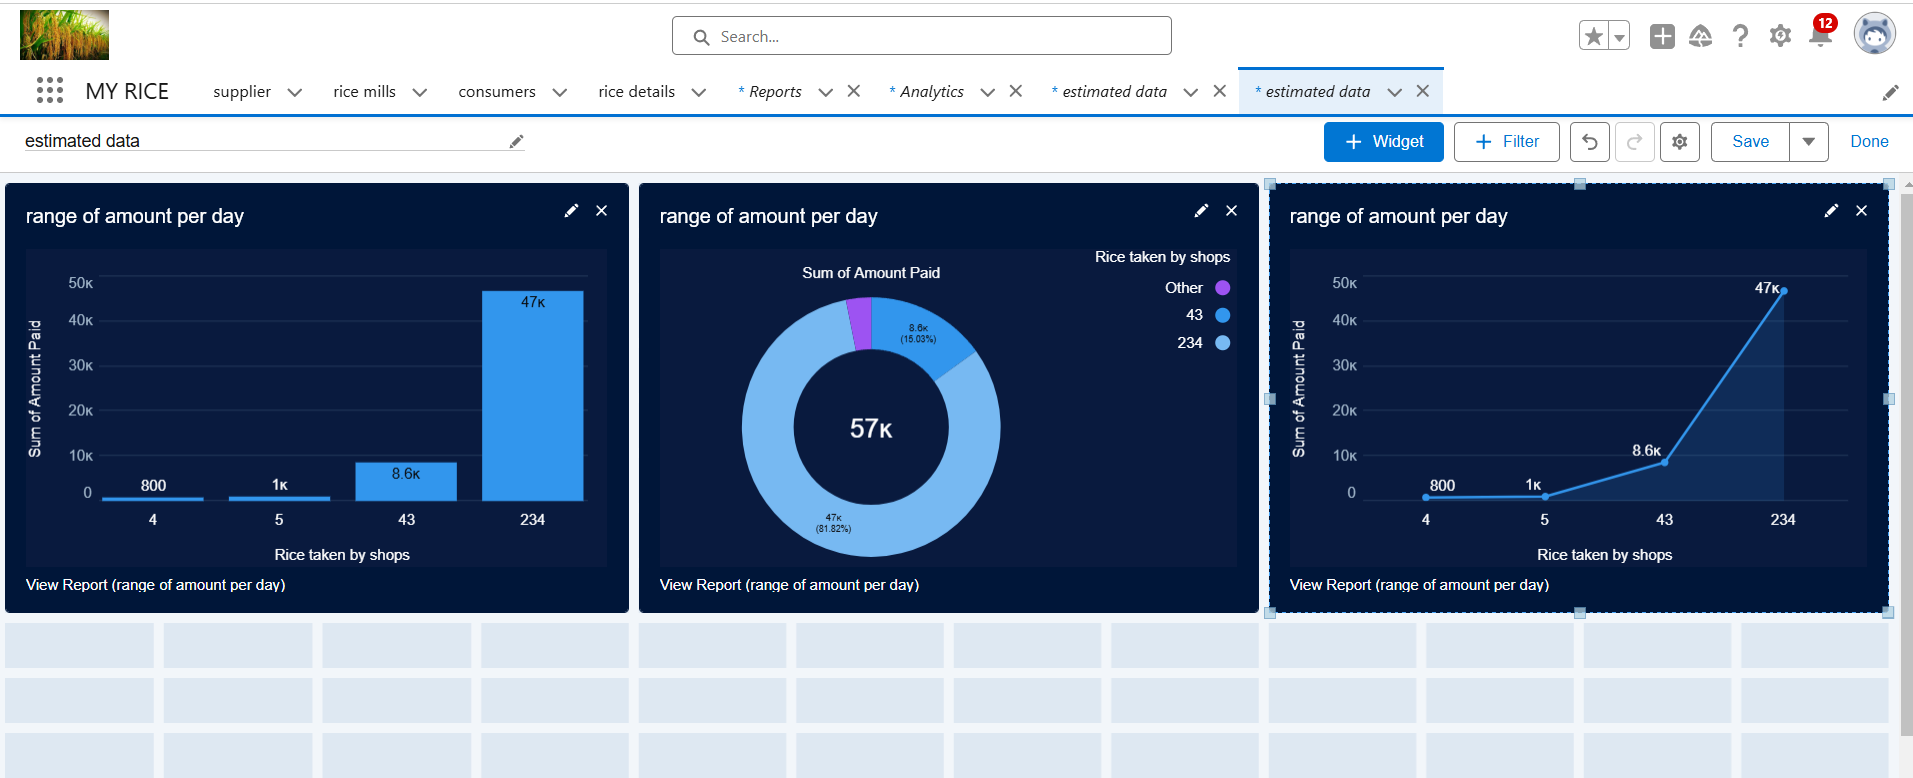 Search...
12
MY RICE
supplier
rice mills
consumers
rice details
* Reports
* Analytics
* estimated data
* estimated data
estimated data
+ Widget
+ Filter
Save
Done
range of amount per day
Sum of Amount Paid
50K
40K
30K
20K
10K
0
800
1K
8.6K
47K
4
5
43
234
Rice taken by shops
View Report (range of amount per day)
range of amount per day
Sum of Amount Paid
Rice taken by shops
Other
43
234
8.6K
(15.03%)
57K
47K
(81.82%)
View Report (range of amount per day)
range of amount per day
Sum of Amount Paid
50K
40K
30K
20K
10K
0
800
1K
8.6K
47K
4
5
43
234
Rice taken by shops
View Report (range of amount per day)